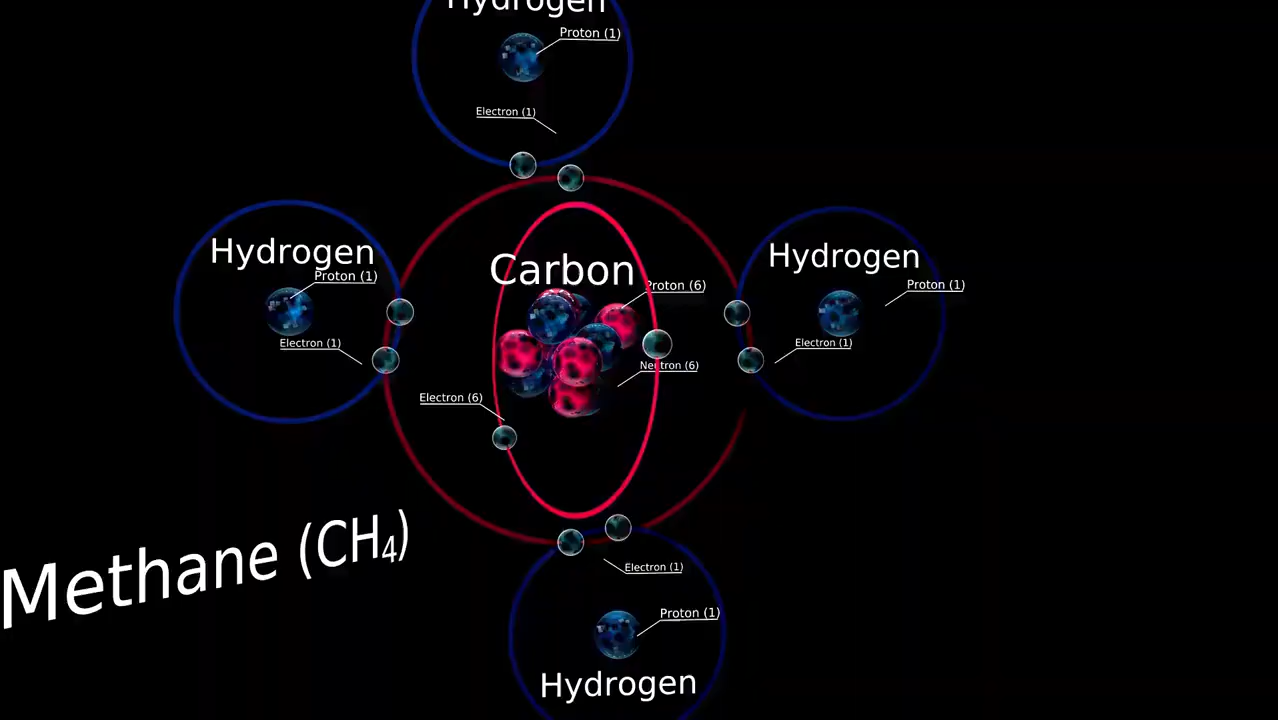 Hydrogen
Proton (1)
Electron (1)
Hydrogen
Proton (1)
Electron (1)
Carbon
Proton (6)
Neutron (6)
Electron (6)
Hydrogen
Proton (1)
Electron (1)
Methane (CH₄)
Electron (1)
Proton (1)
Hydrogen